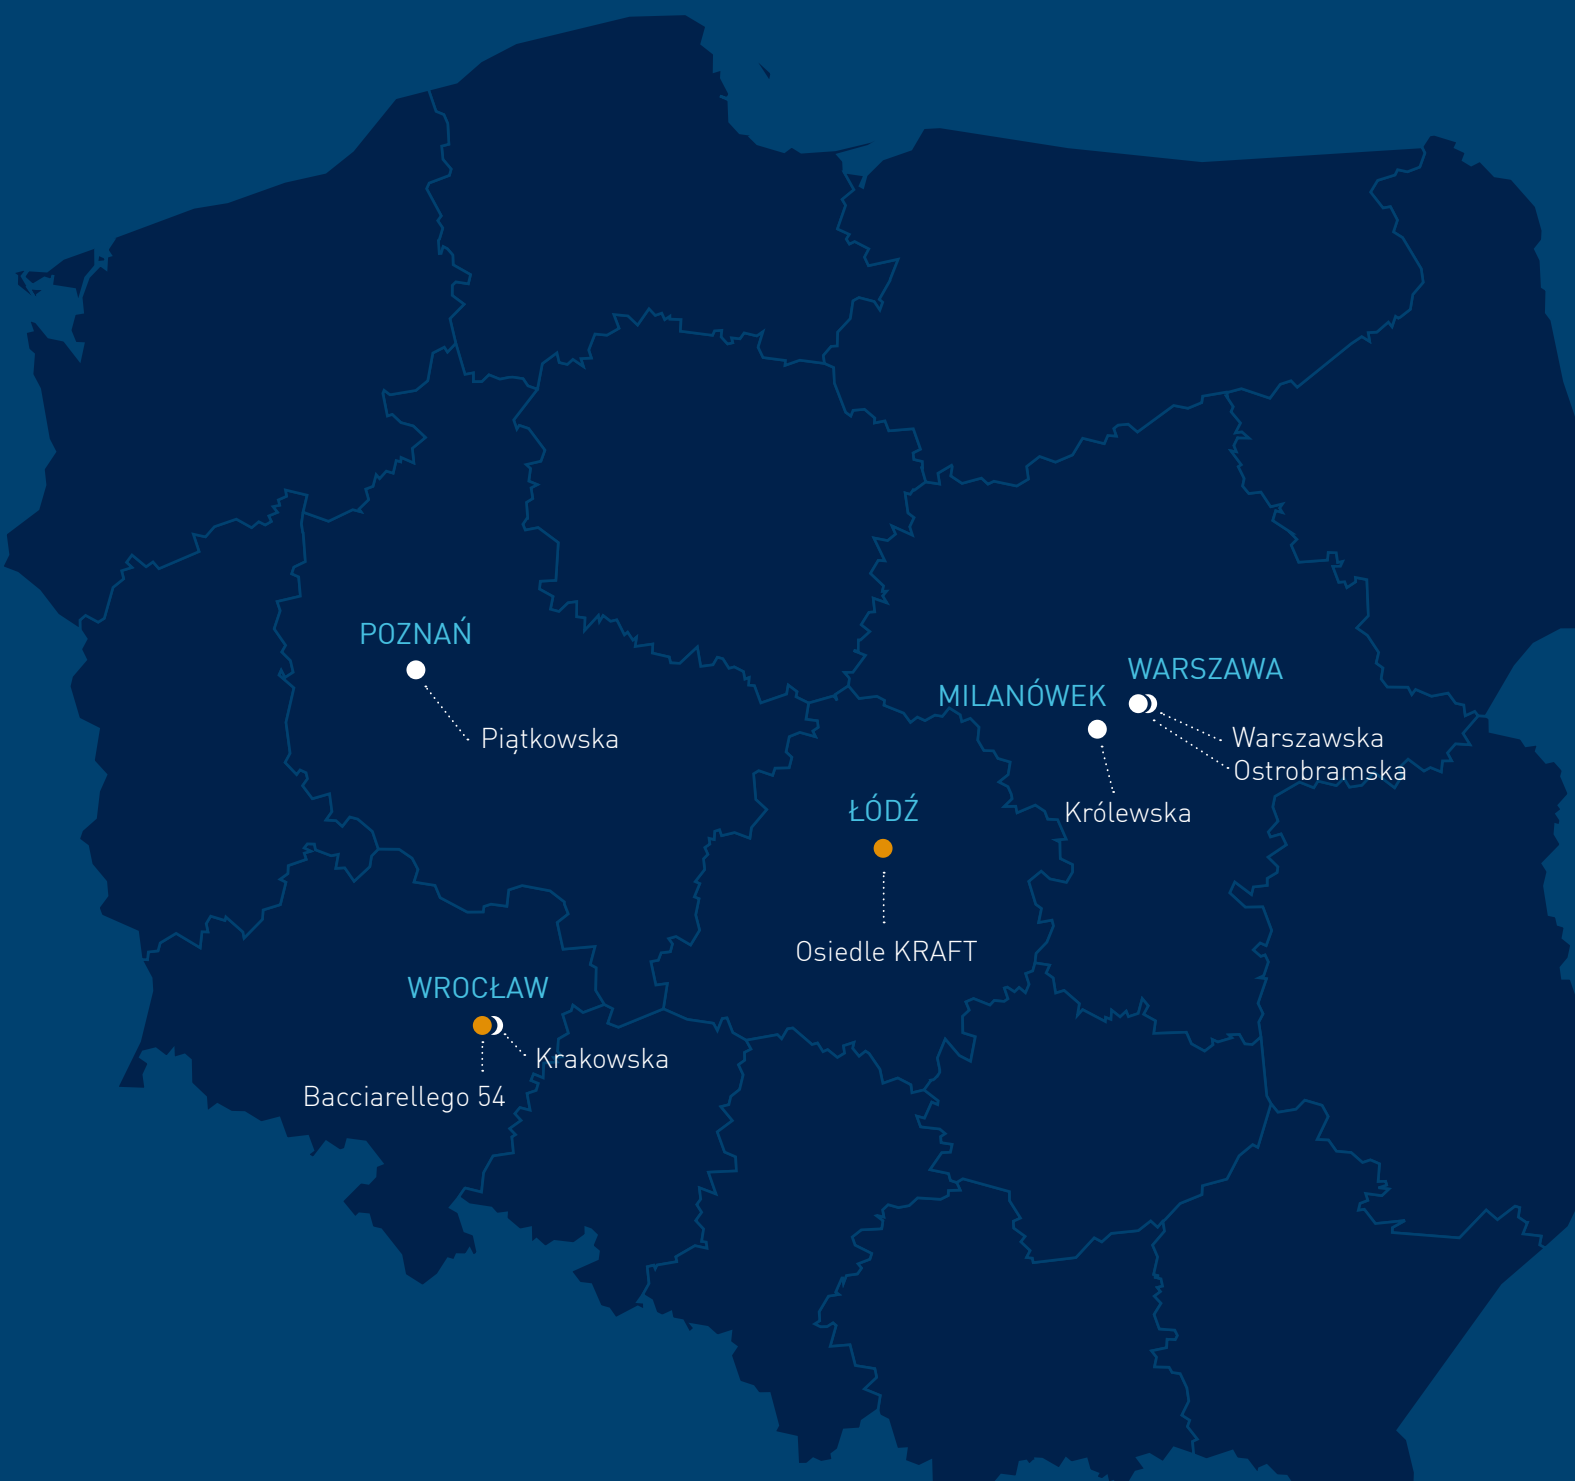 POZNAŃ
Piątkowska
WARSZAWA
MILANÓWEK
Warszawska
Ostrobramska
Królewska
ŁÓDŹ
Osiedle KRAFT
WROCŁAW
Krakowska
Bacciarellego 54